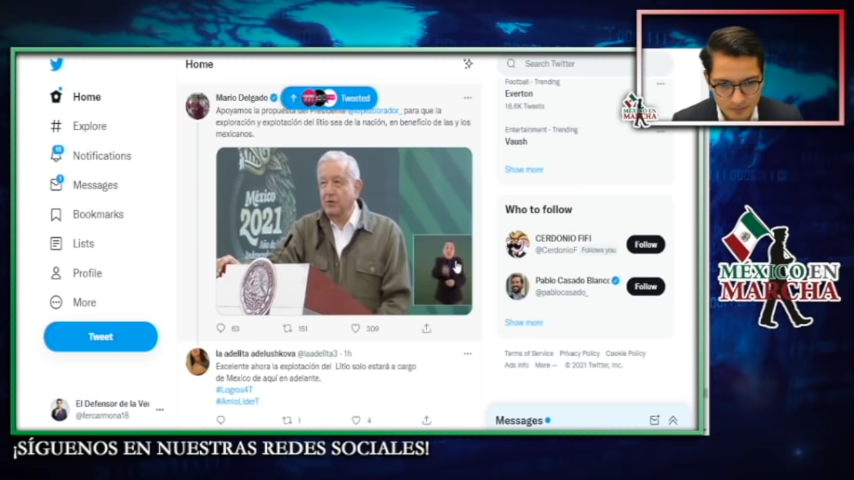 Home
Explore
Notifications
Messages
Bookmarks
Lists
Profile
More
Tweet
El Defensor de la Ver
@fercarmona18
Home
Mario Delgado
Tweeted
Apoyamos la propuesta del Presidente para que la
exploración y explotación del litio sea de la nación, en beneficio de las y los
mexicanos.
México
2021
63
151
309
la adelita adelushkova @laadelita3 · 1h
Excelente ahora la explotación del Litio solo estará a cargo
de Mexico de aquí en adelante.
#Logros4T
#AmloLiderT
1
4
Search Twitter
Football · Trending
Everton
16.6K Tweets
Entertainment · Trending
Vaush
Show more
Who to follow
CERDONIO FIFI
@CerdonioF Follows you
Follow
Pablo Casado Blanco
@pablocasado_
Follow
Show more
Terms of Service Privacy Policy Cookie Policy
Ads info More ··· © 2021 Twitter, Inc.
Messages
MÉXICO EN
MARCHA
MÉXICO EN
MARCHA
¡SÍGUENOS EN NUESTRAS REDES SOCIALES!